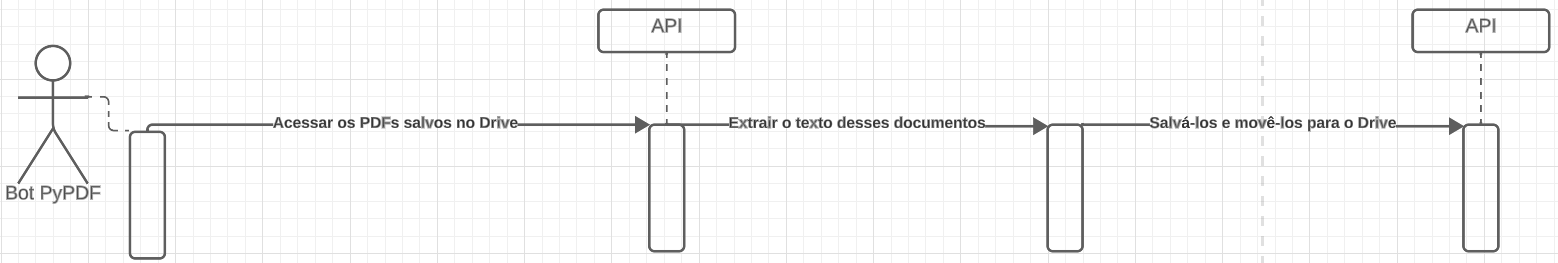 API
API
Acessar os PDFs salvos no Drive
Extrair o texto desses documentos
Salvá-los e movê-los para o Drive
Bot PyPDF